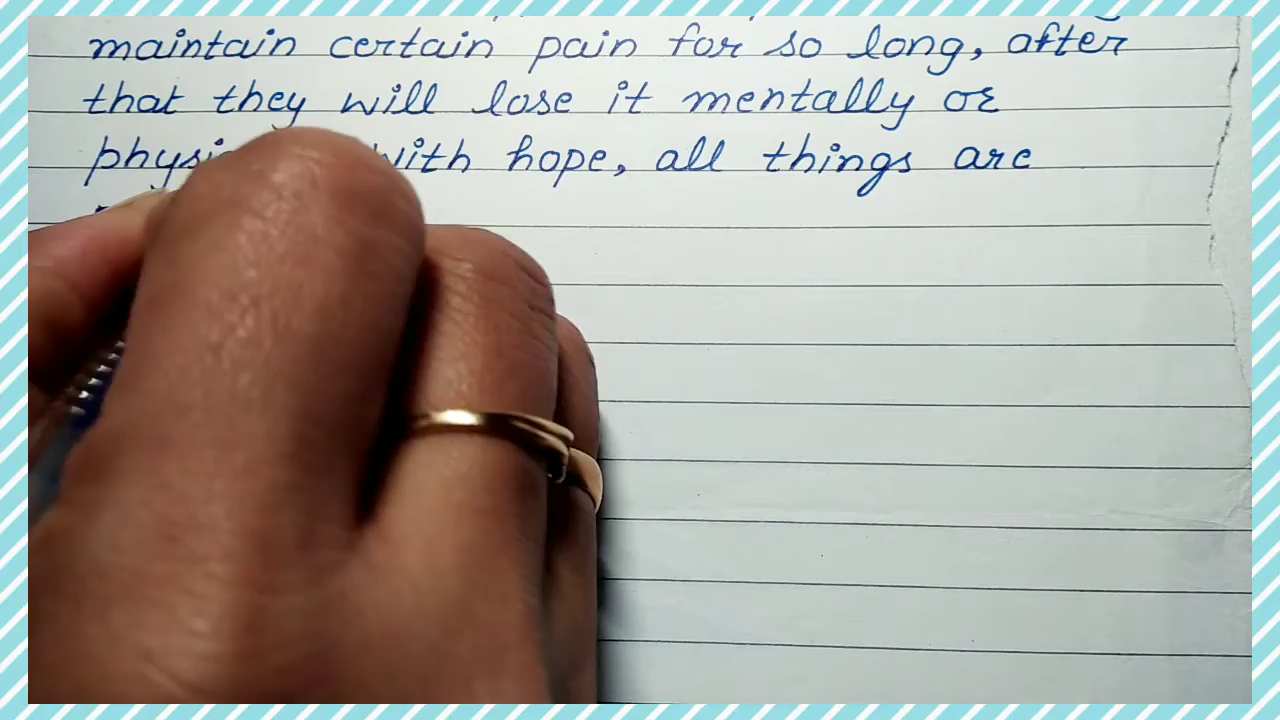 maintain certain pain for so long, after
that they will lose it mentally or
with hope, all things are